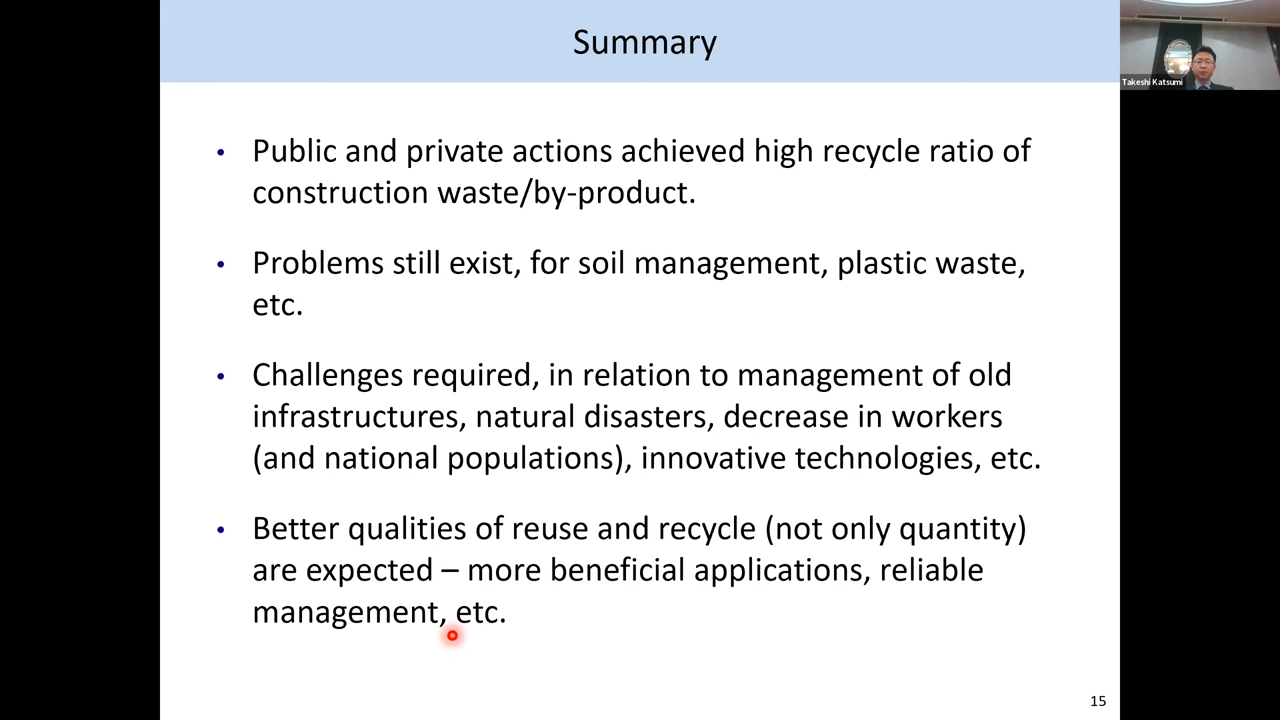 Summary
Takeshi Katsumi
• Public and private actions achieved high recycle ratio of
construction waste/by-product.
• Problems still exist, for soil management, plastic waste,
etc.
• Challenges required, in relation to management of old
infrastructures, natural disasters, decrease in workers
(and national populations), innovative technologies, etc.
• Better qualities of reuse and recycle (not only quantity)
are expected – more beneficial applications, reliable
management, etc.
15